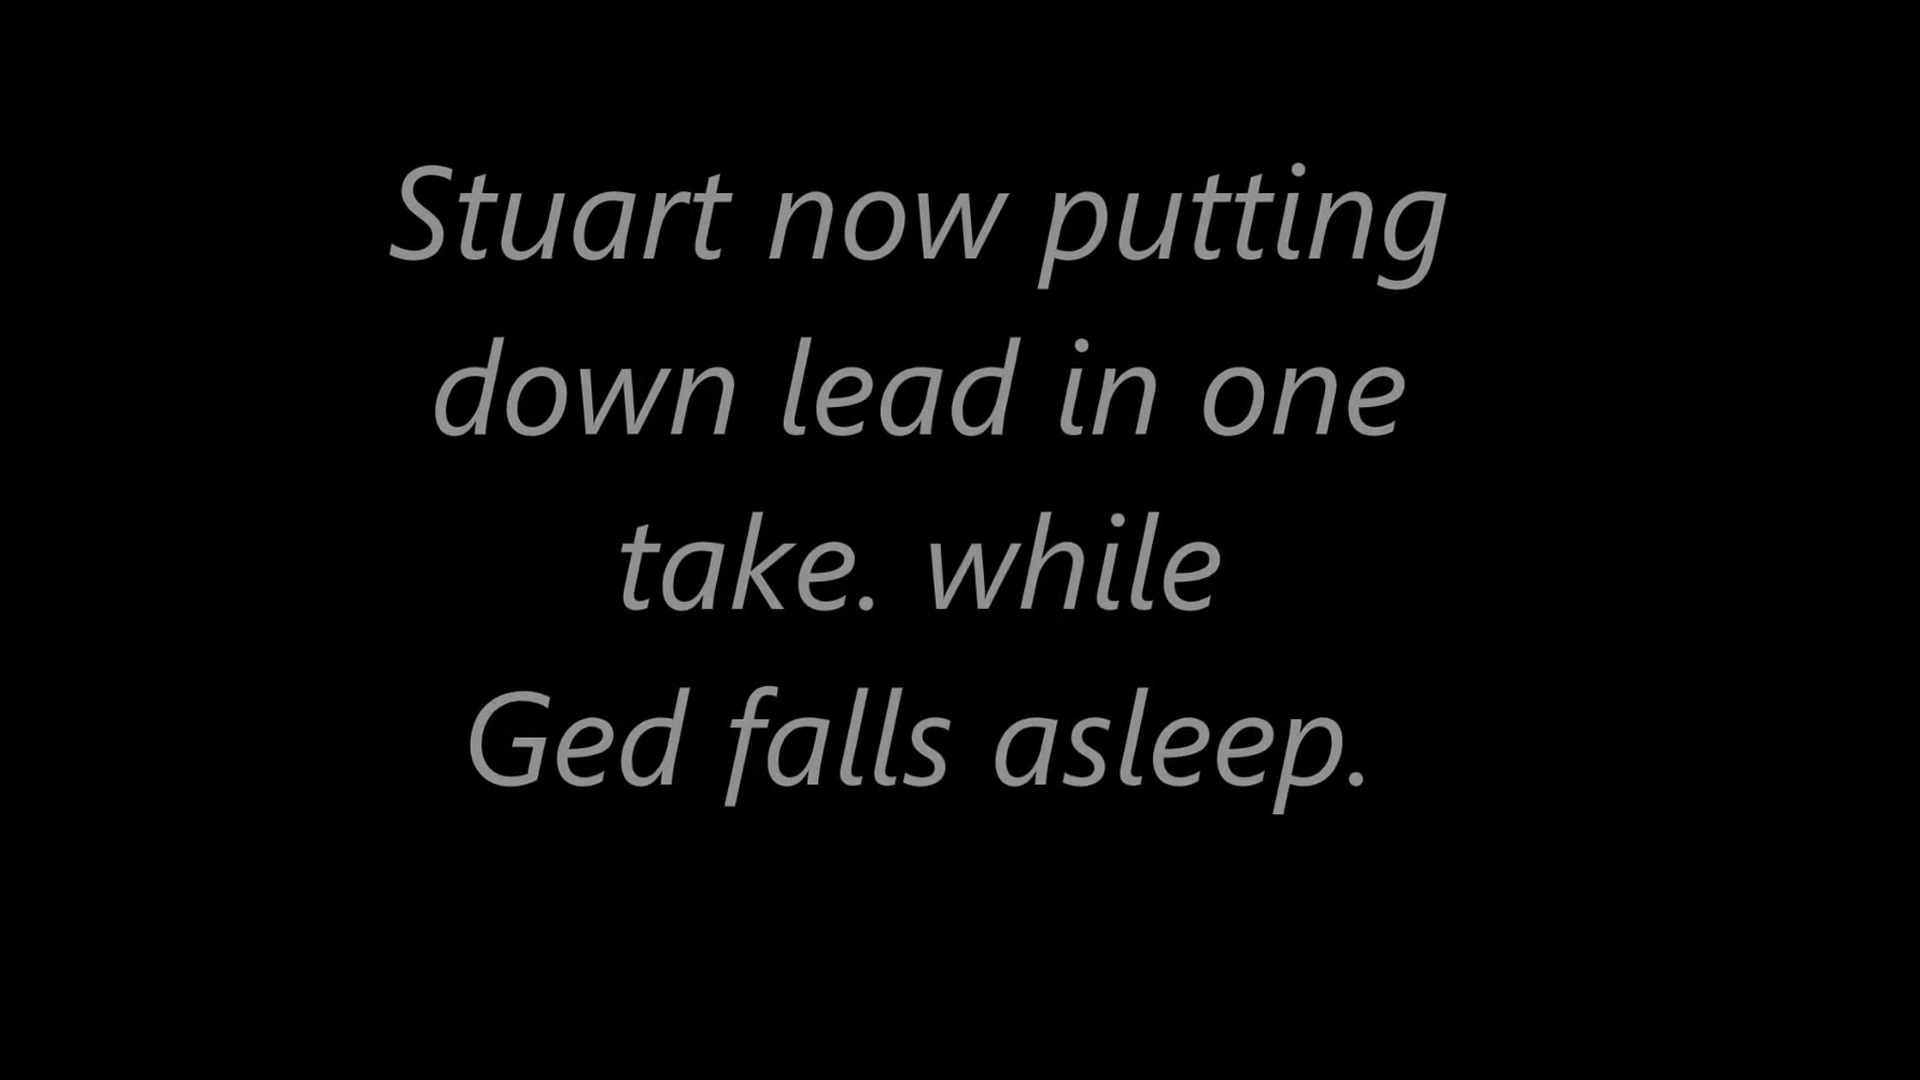 Stuart now putting
down lead in one
take. while
Ged falls asleep.